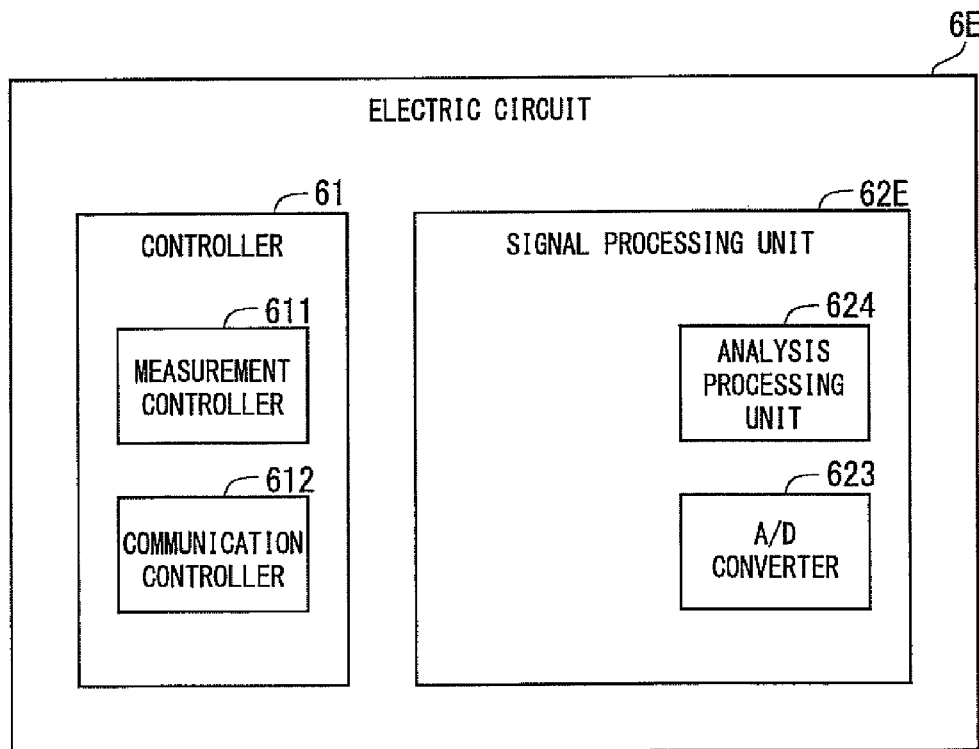 6E
ELECTRIC CIRCUIT
61
CONTROLLER
611
MEASUREMENT
CONTROLLER
612
COMMUNICATION
CONTROLLER
62E
SIGNAL PROCESSING UNIT
624
ANALYSIS
PROCESSING
UNIT
623
A/D
CONVERTER